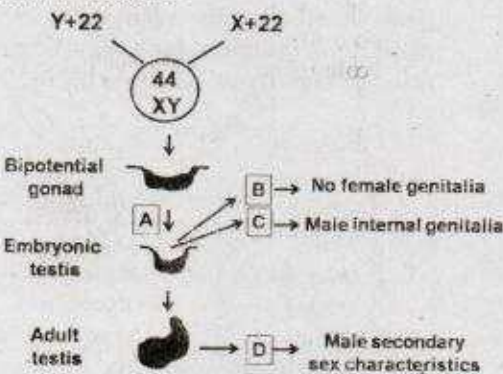 Y+22 X+22
44
XY
Bipotential
gonad
B No female genitalia
A
C Male internal genitalia
Embryonic
testis
Adult
testis
D Male secondary
sex characteristics